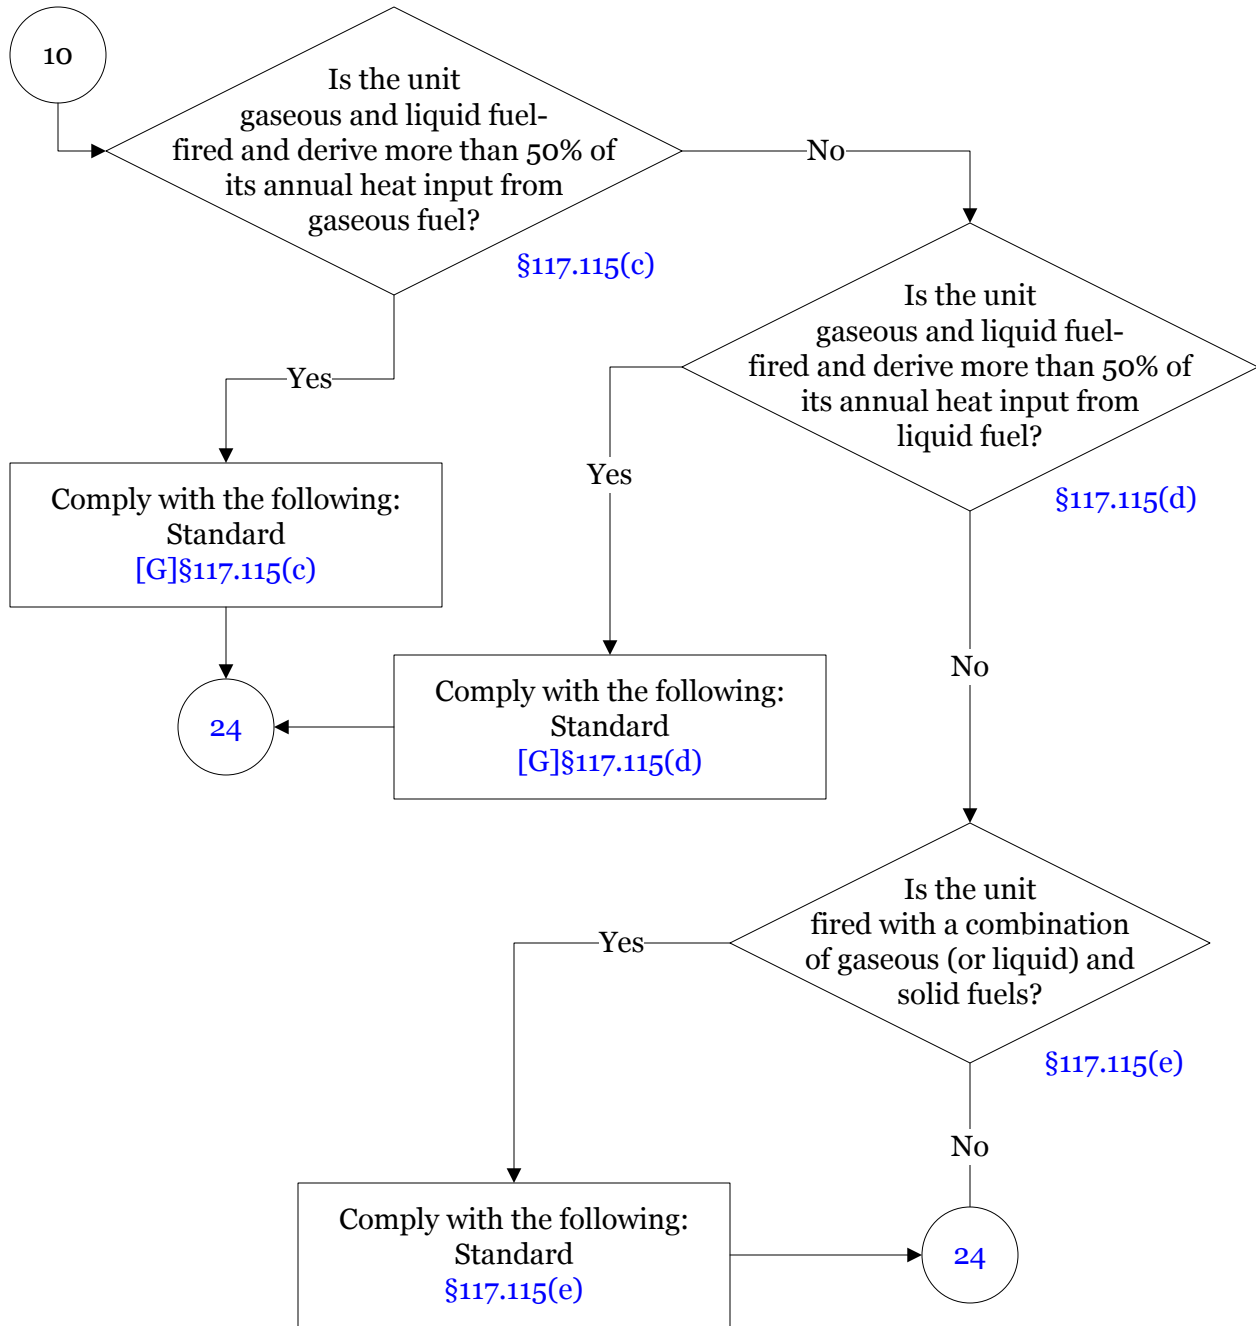 10
Is the unit
gaseous and liquid fuel-
fired and derive more than 50% of
its annual heat input from
gaseous fuel?
No
§117.115(c)
Is the unit
gaseous and liquid fuel-
fired and derive more than 50% of
its annual heat input from
liquid fuel?
§117.115(d)
Yes
Comply with the following:
Standard
[G]§117.115(c)
Yes
24
Comply with the following:
Standard
[G]§117.115(d)
No
Is the unit
fired with a combination
of gaseous (or liquid) and
solid fuels?
§117.115(e)
Yes
No
Comply with the following:
Standard
§117.115(e)
24